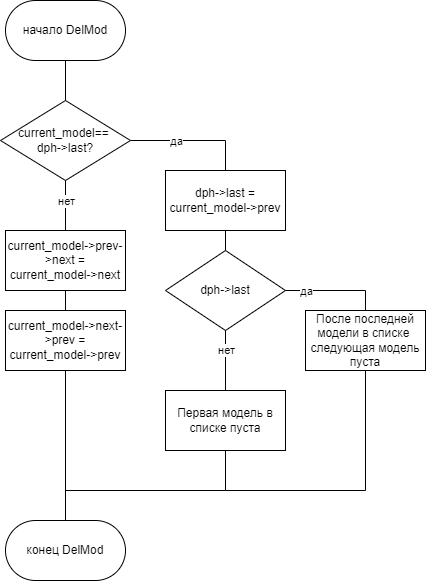 начало DelMod
current_model==
dph->last?
да
нет
dph->last =
current_model->prev
current_model->prev-
>next =
current_model->next
dph->last
да
current_model->next-
>prev =
current_model->prev
После последней
модели в списке
следующая модель
пуста
нет
Первая модель в
списке пуста
конец DelMod